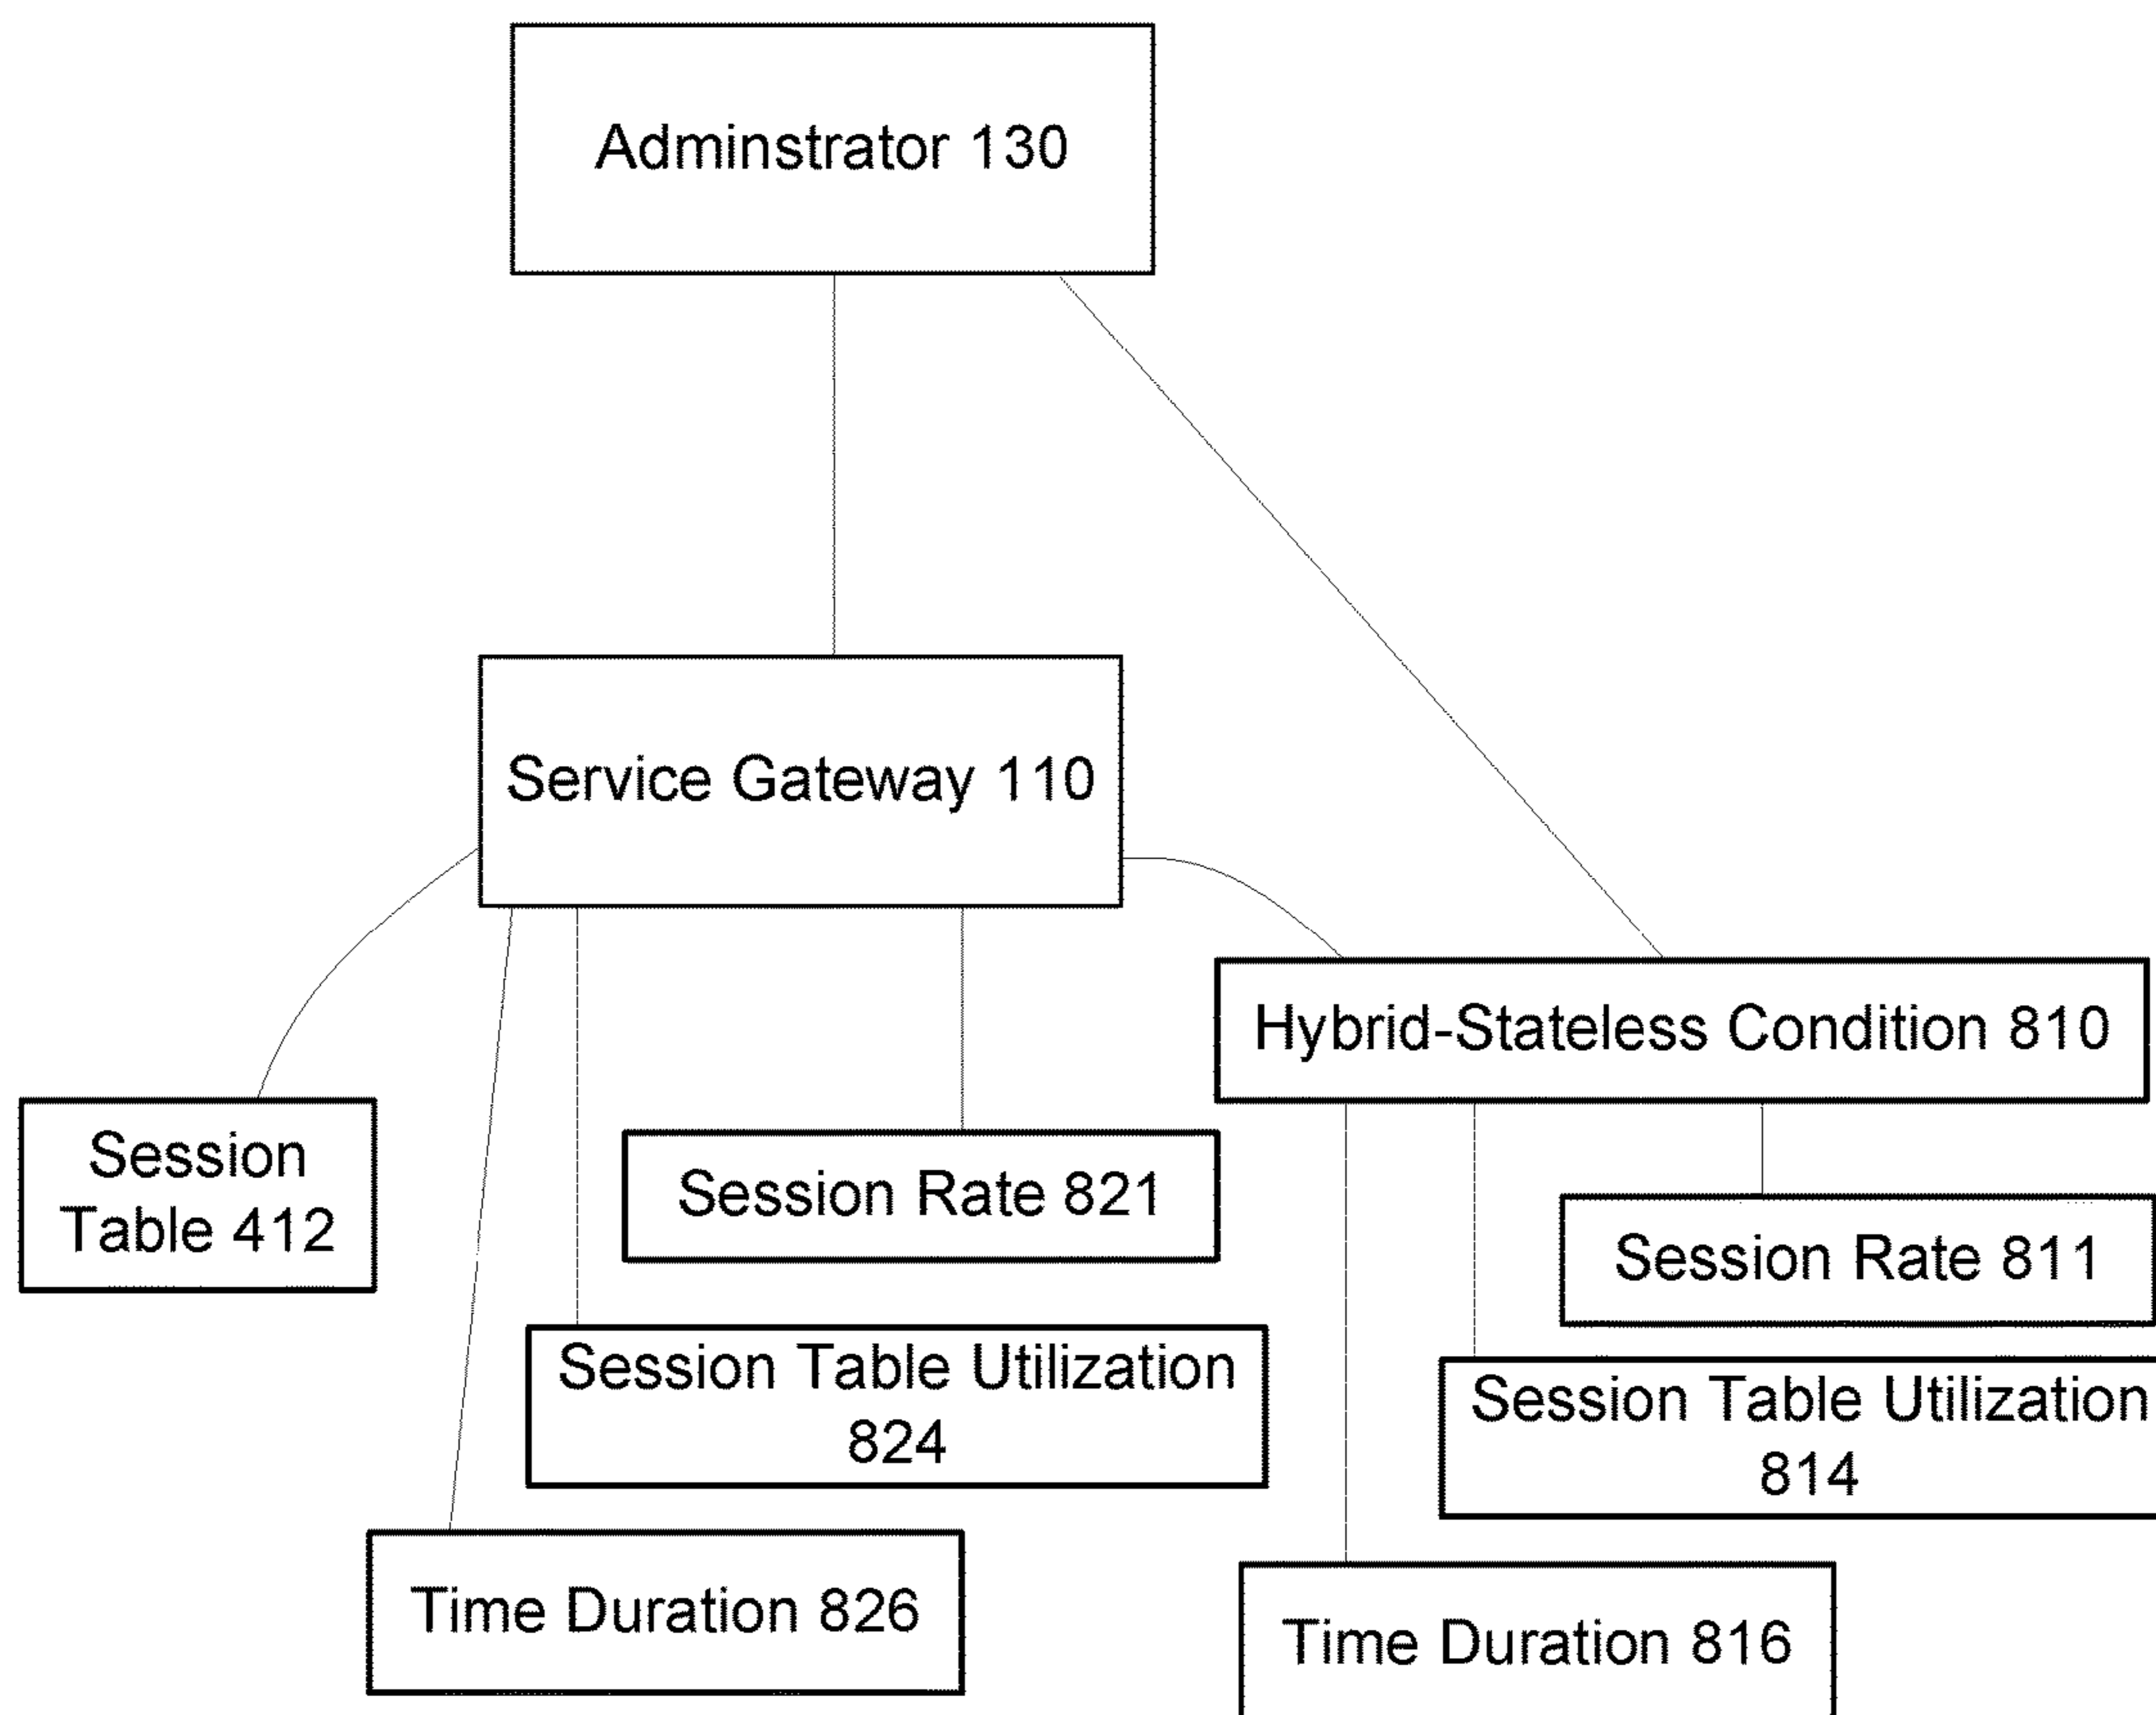 Adminstrator 130
Service Gateway 110
Hybrid-Stateless Condition 810
Session
Table 412
Session Rate 821
Session Rate 811
Session Table Utilization
824
Session Table Utilization
814
Time Duration 826
Time Duration 816